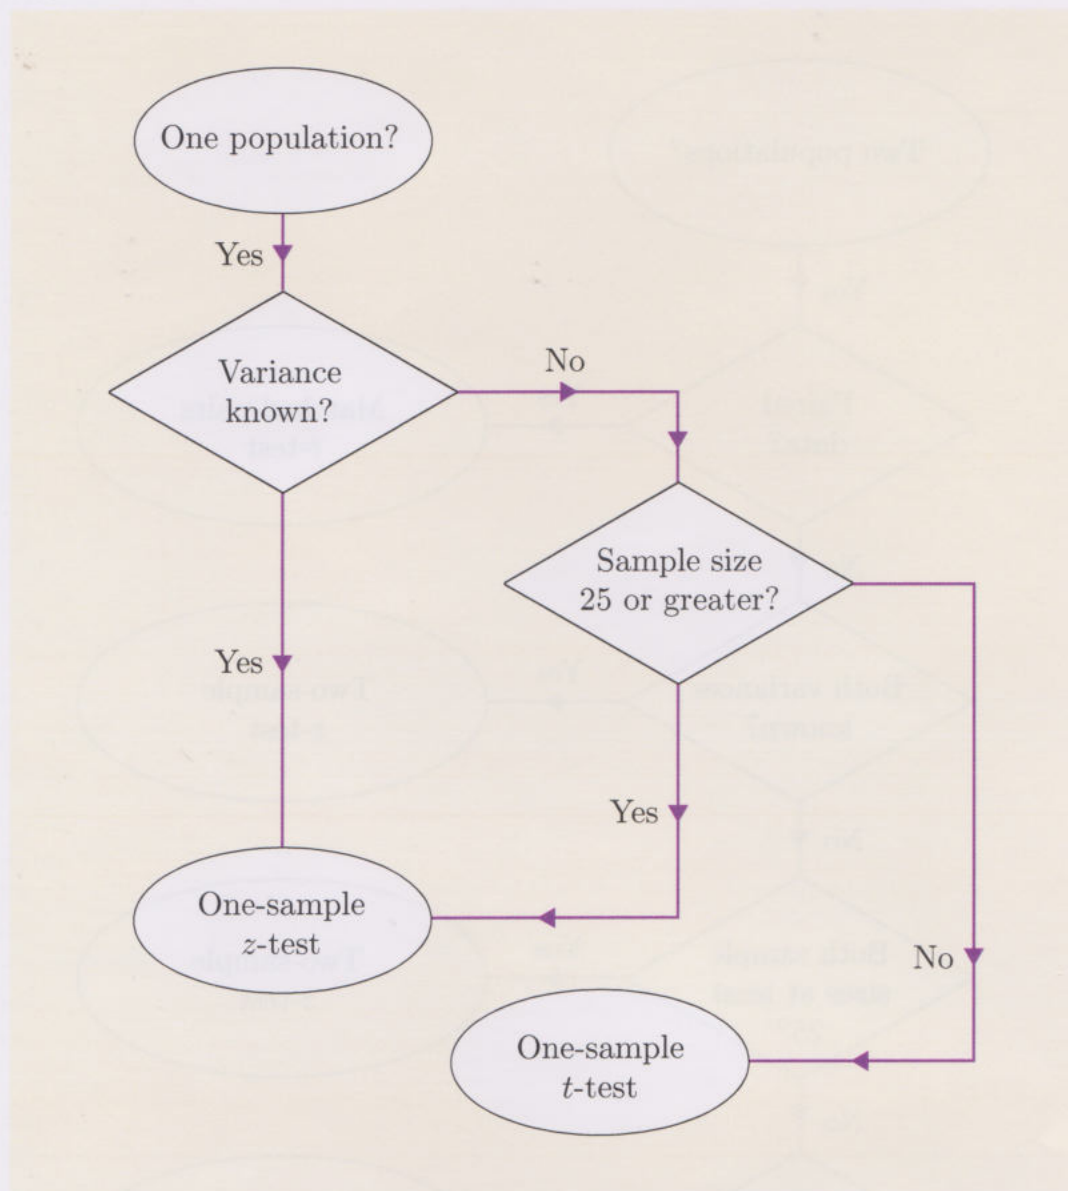 One population?
Yes
Variance
known?
No
Sample size
25 or greater?
Yes
Yes
One-sample
z-test
No
One-sample
t-test